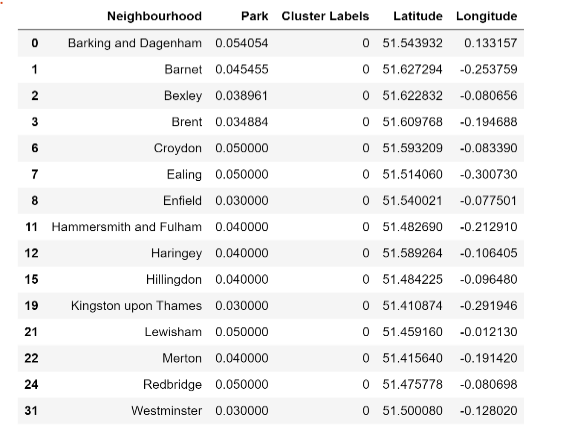 Neighbourhood Park Cluster Labels Latitude Longitude
0 Barking and Dagenham 0.054054 0 51.543932 0.133157
1 Barnet 0.045455 0 51.627294 -0.253759
2 Bexley 0.038961 0 51.622832 -0.080656
3 Brent 0.034884 0 51.609768 -0.194688
6 Croydon 0.050000 0 51.593209 -0.083390
7 Ealing 0.050000 0 51.514060 -0.300730
8 Enfield 0.030000 0 51.540021 -0.077501
11 Hammersmith and Fulham 0.040000 0 51.482690 -0.212910
12 Haringey 0.040000 0 51.589264 -0.106405
15 Hillingdon 0.040000 0 51.484225 -0.096480
19 Kingston upon Thames 0.030000 0 51.410874 -0.291946
21 Lewisham 0.050000 0 51.459160 -0.012130
22 Merton 0.040000 0 51.415640 -0.191420
24 Redbridge 0.050000 0 51.475778 -0.080698
31 Westminster 0.030000 0 51.500080 -0.128020